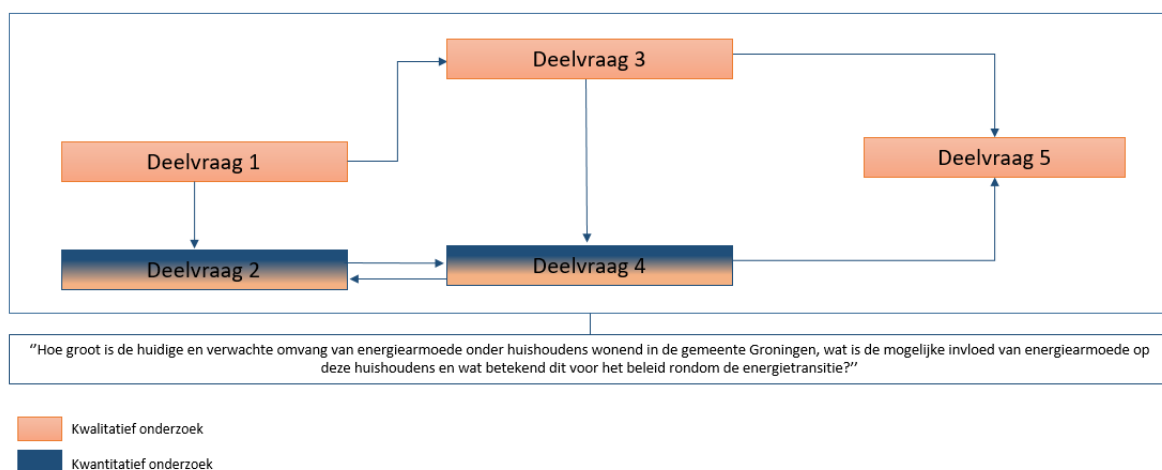 Deelvraag 3
Deelvraag 1
Deelvraag 5
Deelvraag 2
Deelvraag 4
‘’Hoe groot is de huidige en verwachte omvang van energiearmoede onder huishoudens wonend in de gemeente Groningen, wat is de mogelijke invloed van energiearmoede op
deze huishoudens en wat betekend dit voor het beleid rondom de energietransitie?’’
Kwalitatief onderzoek
Kwantitatief onderzoek